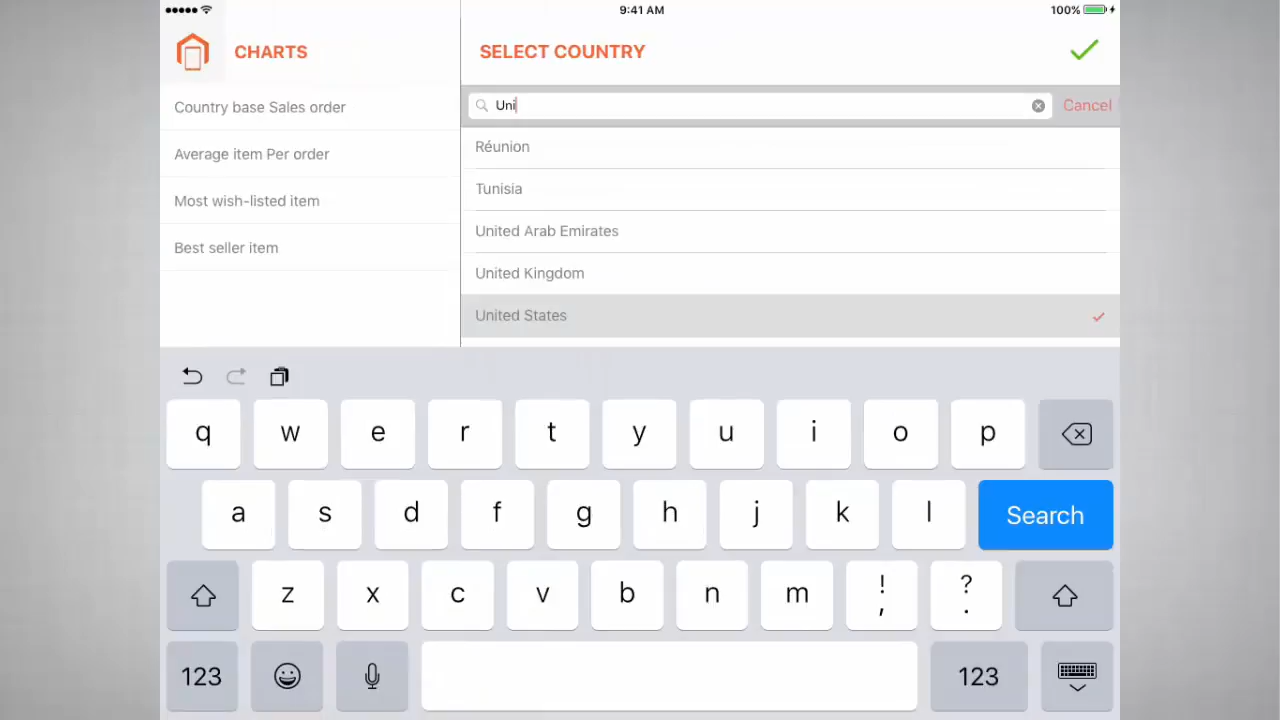 9:41 AM
100%
CHARTS
SELECT COUNTRY
Country base Sales order
Average item Per order
Most wish-listed item
Best seller item
Uni
Cancel
Réunion
Tunisia
United Arab Emirates
United Kingdom
United States
q w e r t y u i o p
a s d f g h j k l Search
z x c v b n m ! , ? .
123 123